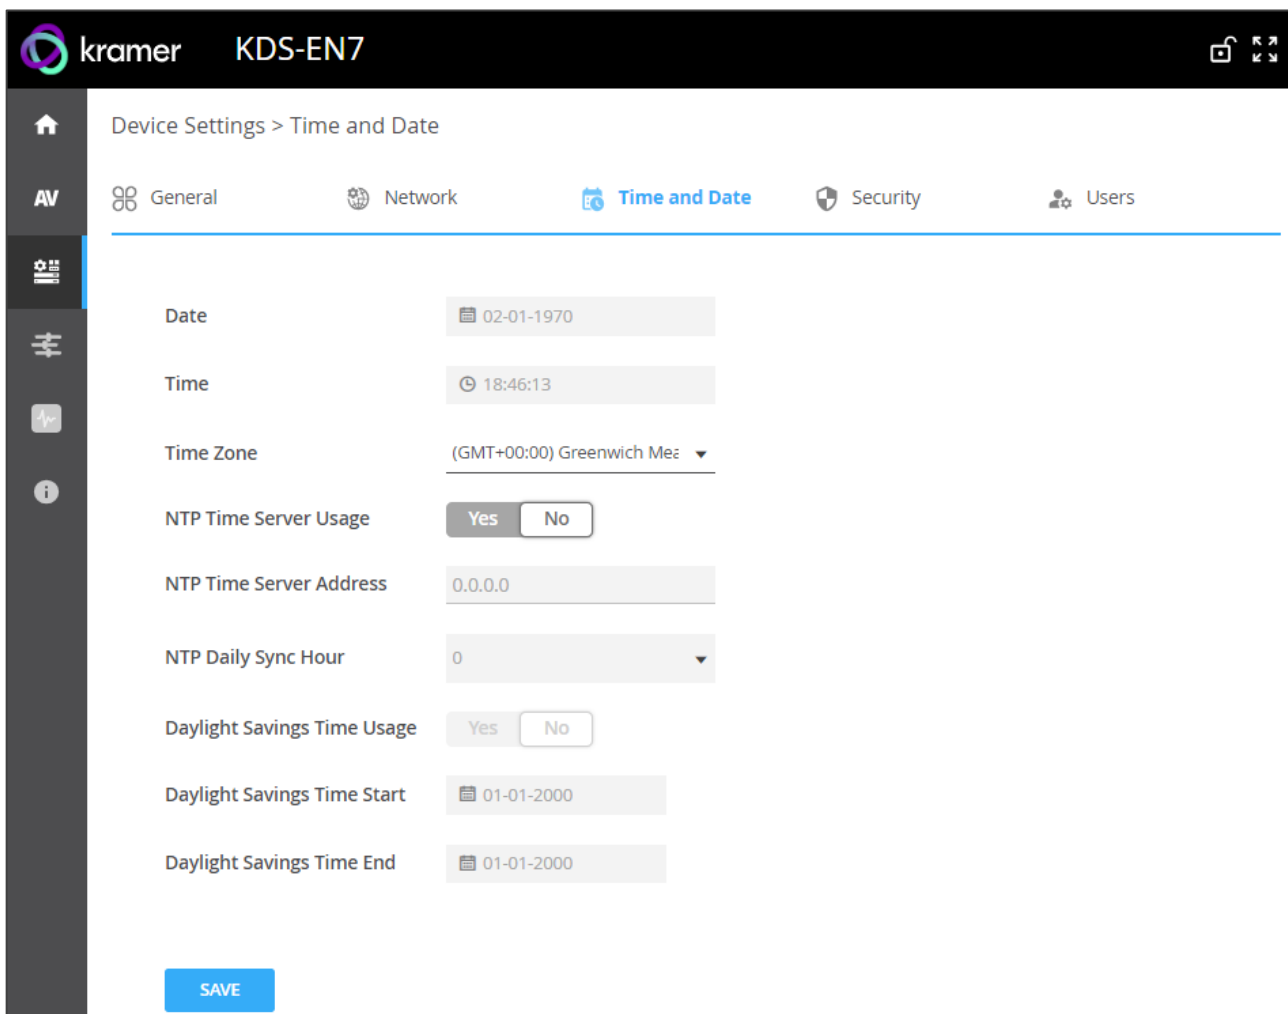 kramer KDS-EN7
Device Settings > Time and Date
AV General Network Time and Date Security Users
Date 02-01-1970
Time 18:46:13
Time Zone (GMT+00:00) Greenwich Mea
NTP Time Server Usage Yes No
NTP Time Server Address 0.0.0.0
NTP Daily Sync Hour 0
Daylight Savings Time Usage Yes No
Daylight Savings Time Start 01-01-2000
Daylight Savings Time End 01-01-2000
SAVE